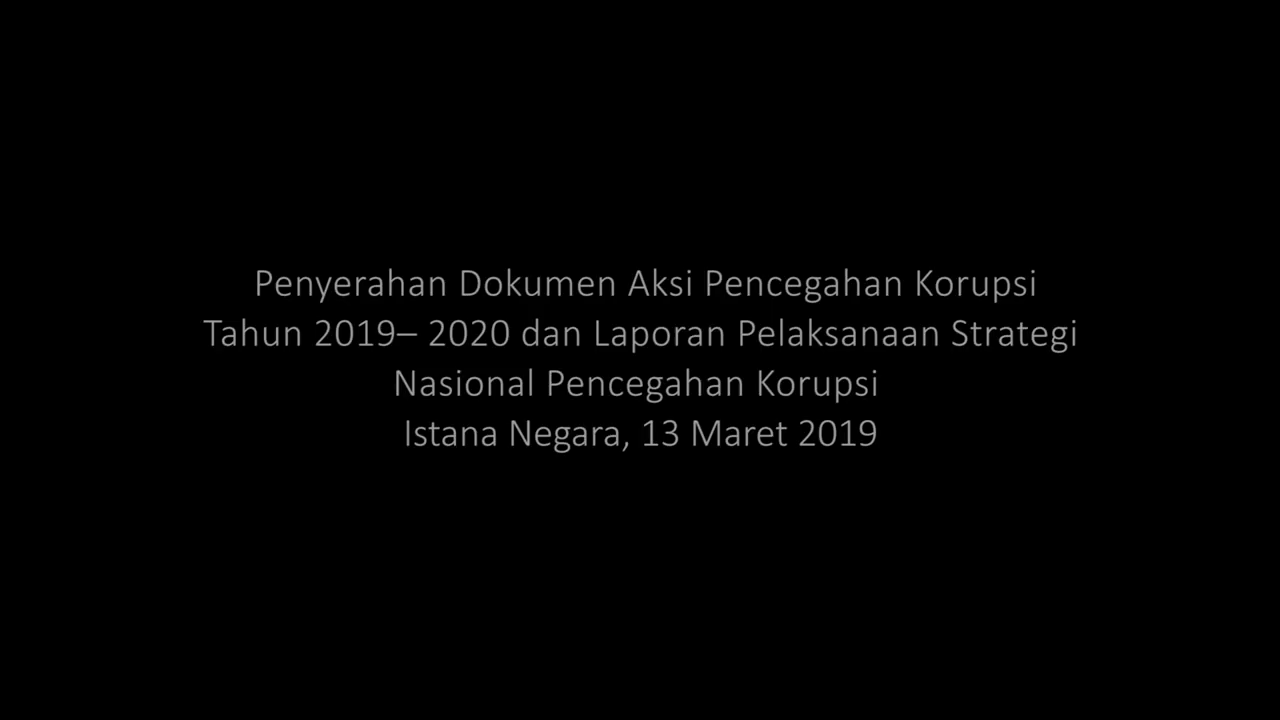 Penyerahan Dokumen Aksi Pencegahan Korupsi
Tahun 2019– 2020 dan Laporan Pelaksanaan Strategi
Nasional Pencegahan Korupsi
Istana Negara, 13 Maret 2019